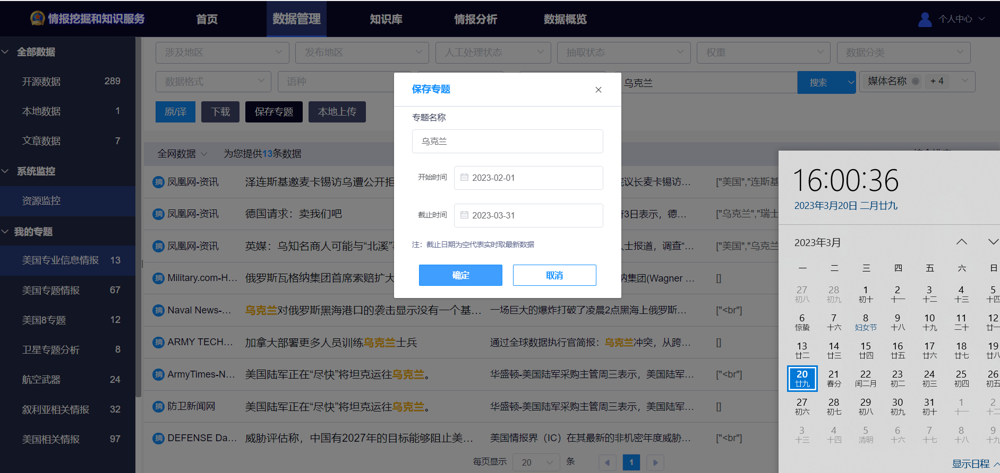 情报挖掘和知识服务
首页
数据管理
知识库
情报分析
数据概览
个人中心
全部数据
开源数据 289
本地数据 1
文章数据 7
系统监控
资源监控
我的专题
美国专业信息情报 13
美国专题情报 67
美国8专题 12
卫星专题分析 8
航空武器 24
叙利亚相关情报 32
美国相关情报 97
涉及地区
发布地区
人工处理状态
抽取状态
权重
数据分类
数据格式
语种
乌克兰
搜索
媒体名称
+ 4
原/译
下载
保存专题
本地上传
全网数据
为您提供13条数据
摘 凤凰网-资讯 泽连斯基邀麦卡锡访乌遭公开拒 议长麦卡锡访… ["美国","连斯基
摘 凤凰网-资讯 德国请求：卖我们吧 3日表示，德… ["乌克兰","瑞士
摘 凤凰网-资讯 英媒：乌知名商人可能与“北溪” 士报道，调查“… ["美国","乌克兰
摘 Military.com-H… 俄罗斯瓦格纳集团首席索赔扩大 纳集团(Wagner … []
摘 Naval News-… 乌克兰对俄罗斯黑海港口的袭击显示没有一个基… 一场巨大的爆炸打破了凌晨2点黑海上俄罗斯… ["<br"]
摘 ARMY TECH… 加拿大部署更多人员训练乌克兰士兵 通过全球数据执行官简报：乌克兰冲突，从跨… []
摘 ArmyTimes-N… 美国陆军正在“尽快”将坦克运往乌克兰。 华盛顿-美国陆军采购主管周三表示，美国陆军… ["<br"]
摘 防卫新闻网 美国陆军正在“尽快”将坦克运往乌克兰。 华盛顿-美国陆军采购主管周三表示，美国陆军… []
摘 DEFENSE Da… 威胁评估称，中国有2027年的目标能够阻止美… 美国情报界（IC）在其最新的非机密年度威胁… ["<br"]
每页显示 20 条 1
保存专题
专题名称
乌克兰
开始时间 2023-02-01
截止时间 2023-03-31
注：截止日期为空代表实时取最新数据
确定 取消
16:00:36
2023年3月20日 二月廿九
2023年3月
一 二 三 四 五 六 日
27 28 1 2 3 4 5
初八 初九 初十 十一 十二 十三 十四
6 7 8 9 10 11 12
惊蛰 十六 妇女节 十八 十九 二十 廿一
13 14 15 16 17 18 19
廿二 廿三 廿四 廿五 廿六 廿七 廿八
20 21 22 23 24 25 26
廿九 春分 闰二月 初二 初三 初四 初五
27 28 29 30 31 1 2
初六 初七 初八 初九 初十 十一 十二
3 4 5 6 7 8 9
十三 十四 清明 十六 十七 十八 十九
显示日程